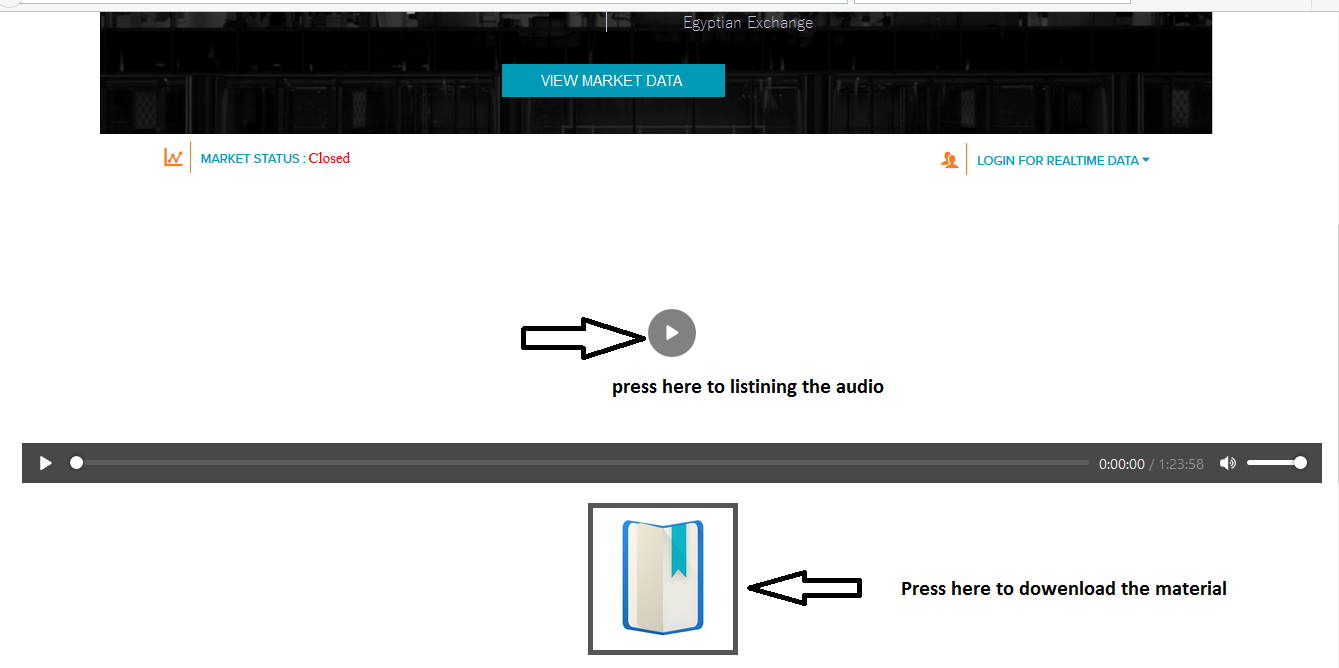 Egyptian Exchange
VIEW MARKET DATA
MARKET STATUS : Closed
LOGIN FOR REALTIME DATA
press here to listining the audio
0:00:00 / 1:23:58
Press here to dowenload the material